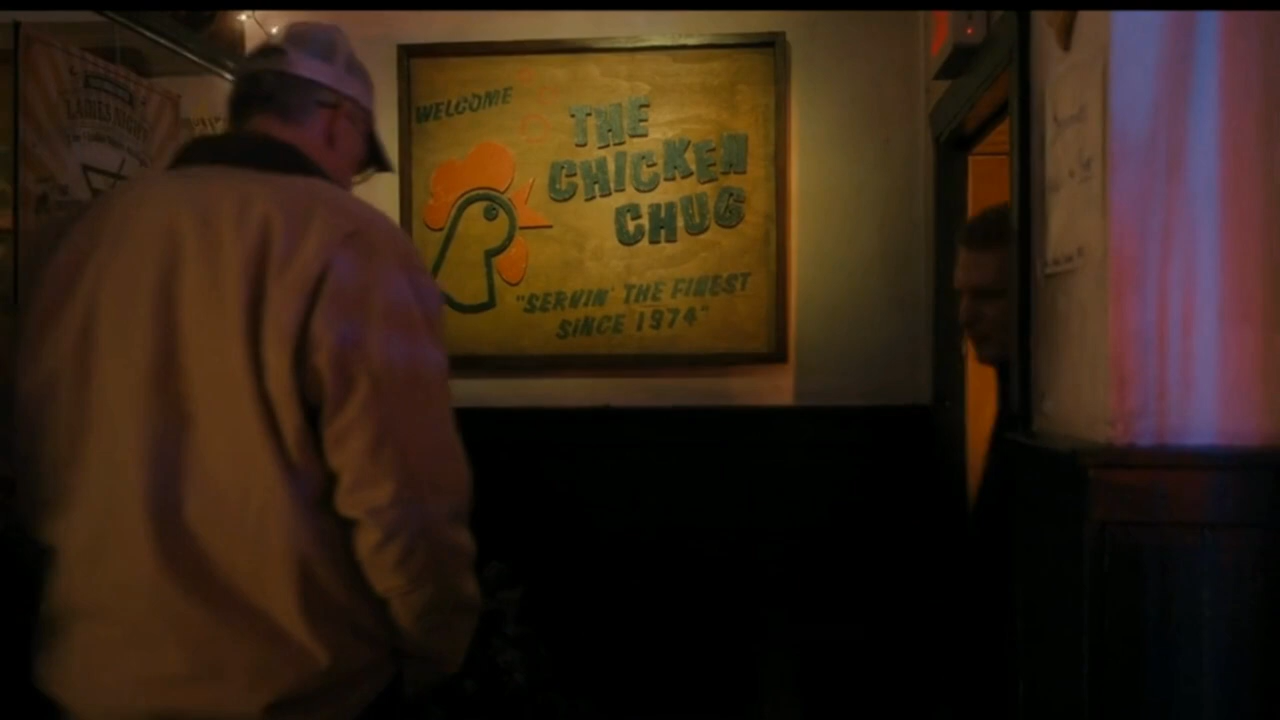 WELCOME
THE
CHICKEN
CHUG
"SERVIN' THE FINEST
SINCE 1974"
LADIES NIGHT